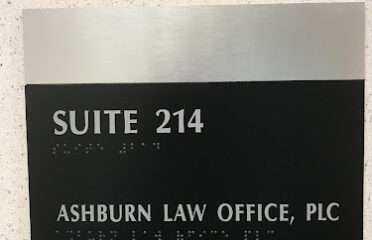 SUITE 214
⠎⠥⠊⠞⠑ ⠼⠃⠁⠙
ASHBURN LAW OFFICE, PLC